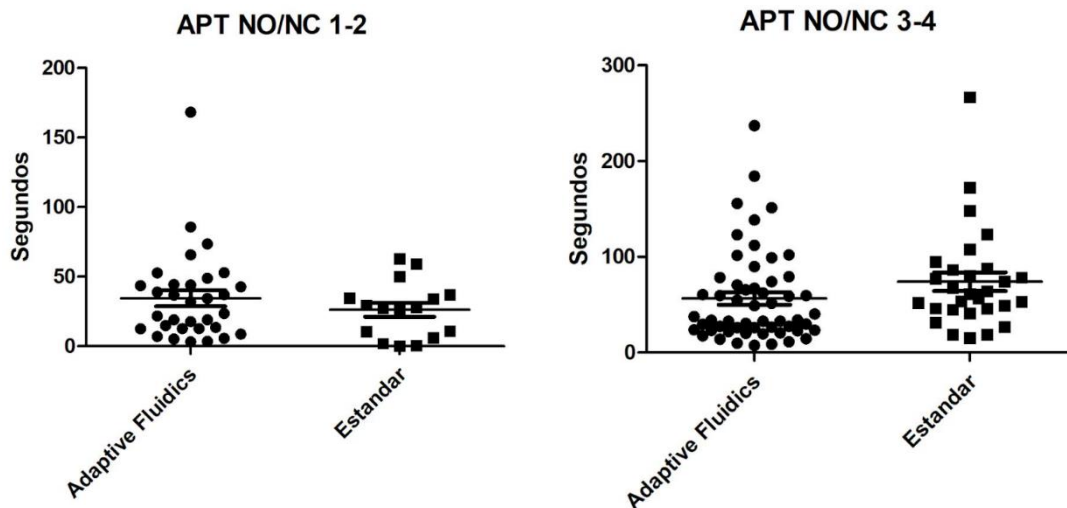 APT NO/NC 1-2
200
150
100
50
0
Segundos
Adaptive Fluidics
Estandar
APT NO/NC 3-4
300
200
100
0
Segundos
Adaptive Fluidics
Estandar